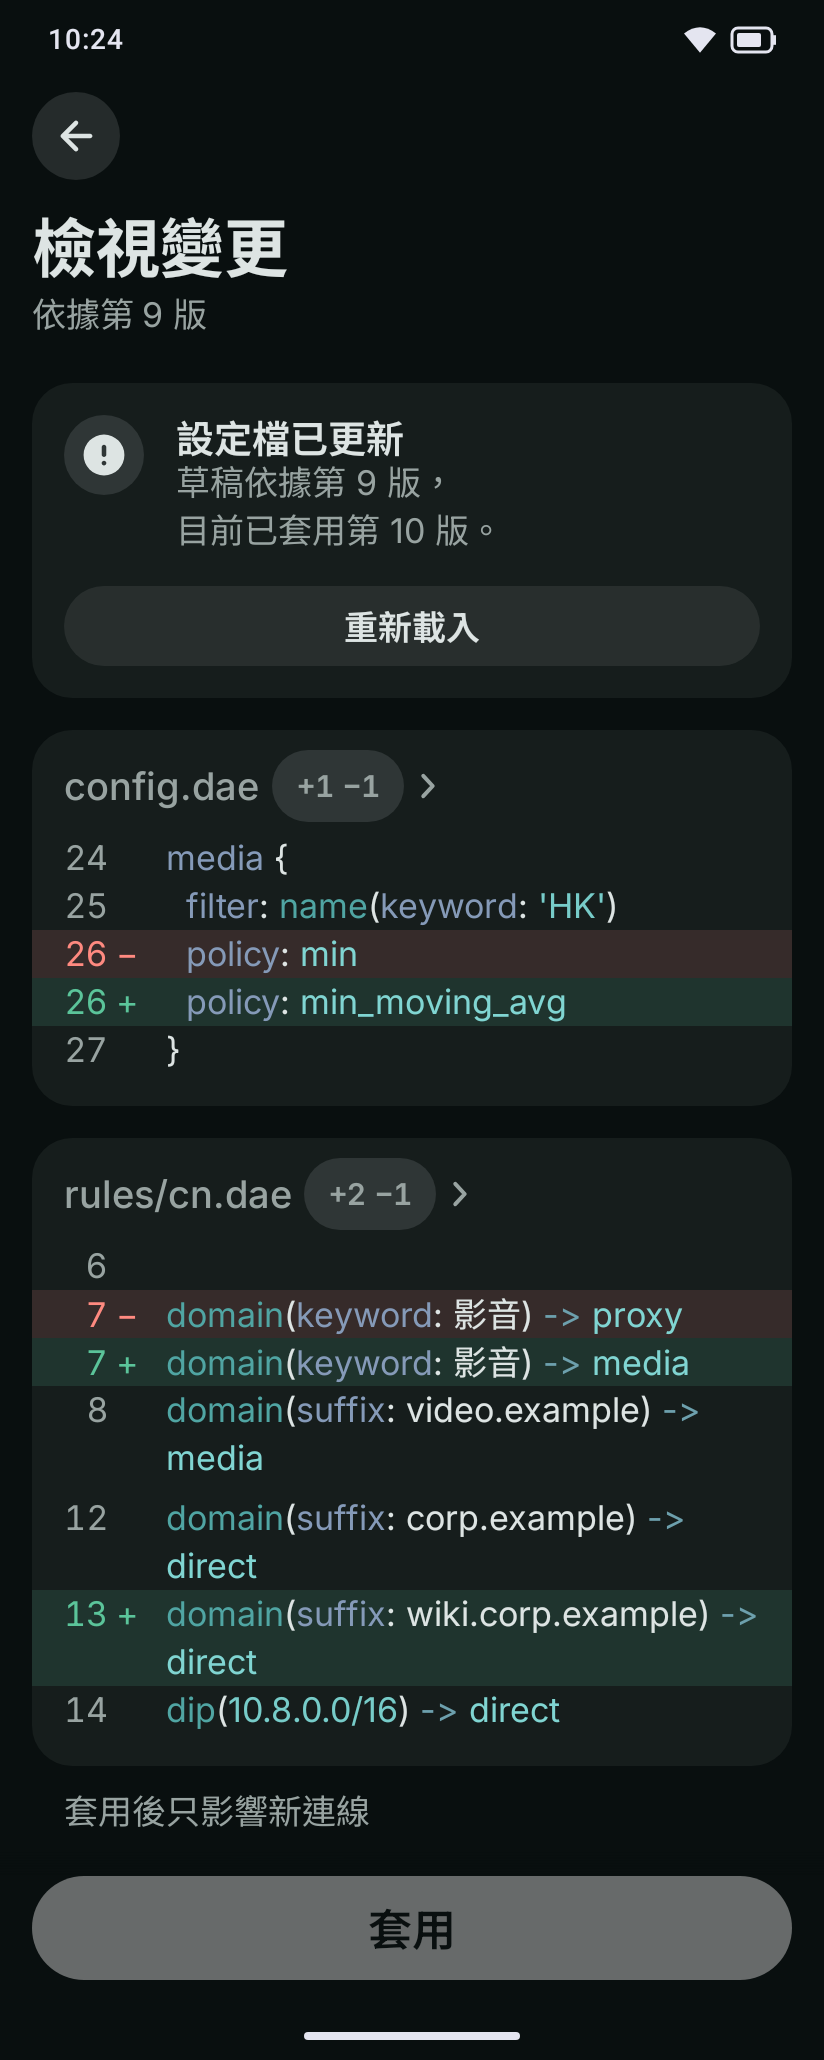 10:24
檢視變更
依據第 9 版
設定檔已更新
草稿依據第 9 版，
目前已套用第 10 版。
重新載入
config.dae +1 −1
24 media {
25 filter: name(keyword: 'HK')
26 − policy: min
26 + policy: min_moving_avg
27 }
rules/cn.dae +2 −1
6
7 − domain(keyword: 影音) -> proxy
7 + domain(keyword: 影音) -> media
8 domain(suffix: video.example) ->
media
12 domain(suffix: corp.example) ->
direct
13 + domain(suffix: wiki.corp.example) ->
direct
14 dip(10.8.0.0/16) -> direct
套用後只影響新連線
套用